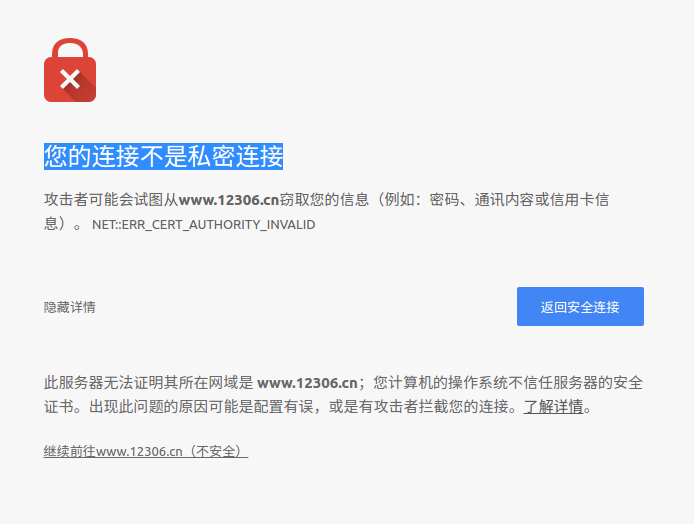 您的连接不是私密连接
攻击者可能会试图从www.12306.cn窃取您的信息（例如：密码、通讯内容或信用卡信
息）。 NET::ERR_CERT_AUTHORITY_INVALID
隐藏详情
返回安全连接
此服务器无法证明其所在网域是 www.12306.cn；您计算机的操作系统不信任服务器的安全
证书。出现此问题的原因可能是配置有误，或是有攻击者拦截您的连接。了解详情。
继续前往www.12306.cn（不安全）